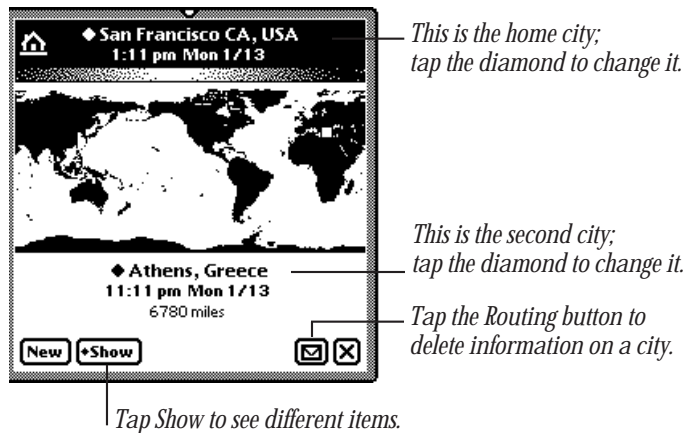 ◆San Francisco CA, USA
1:11 pm Mon 1/13
This is the home city;
tap the diamond to change it.
◆Athens, Greece
11:11 pm Mon 1/13
6780 miles
This is the second city;
tap the diamond to change it.
Tap the Routing button to
delete information on a city.
New ◆Show
Tap Show to see different items.